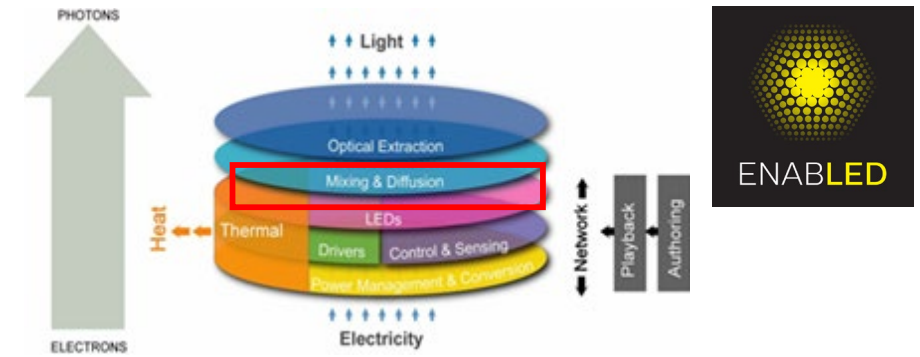 PHOTONS
Light
Optical Extraction
Mixing & Diffusion
LEDs
Heat
Thermal
Drivers
Control & Sensing
Power Management & Conversion
Electricity
ELECTRONS
Network
Playback
Authoring
ENABLED